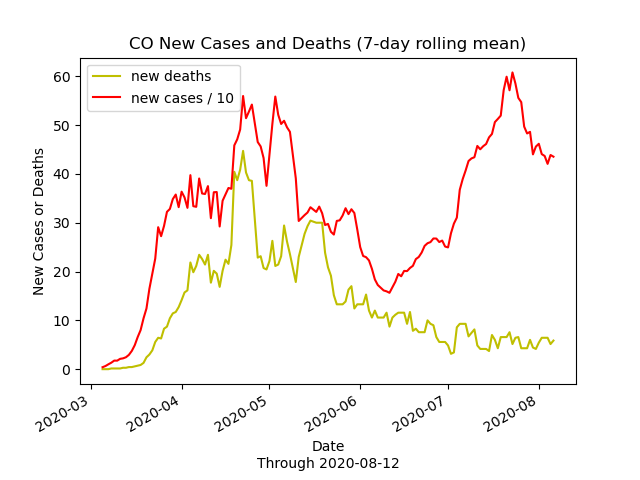 CO New Cases and Deaths (7-day rolling mean)
new deaths
new cases / 10
60
50
40
30
20
10
0
New Cases or Deaths
2020-03
2020-04
2020-05
2020-06
2020-07
2020-08
Date
Through 2020-08-12